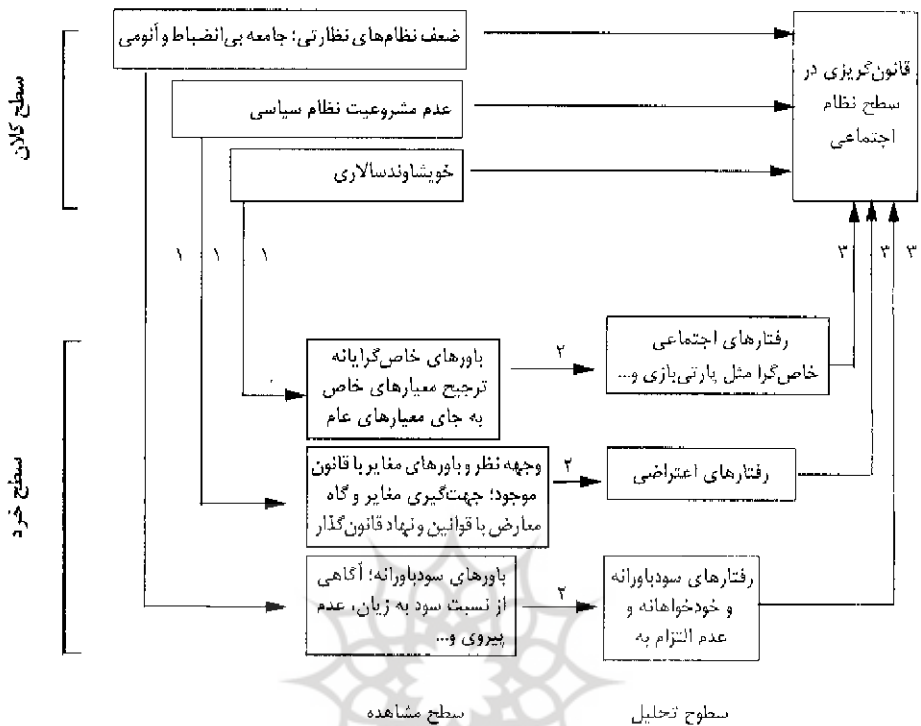 سطح کلان
ضعف نظام‌های نظارتی؛ جامعه بی‌انضباط و آنومی
عدم مشروعیت نظام سیاسی
خویشاوندسالاری
قانون‌گریزی در
سطح نظام
اجتماعی
۱
۱
۱
۳
۳
۳
سطح خرد
باورهای خاص‌گرایانه
ترجیح معیارهای خاص
به جای معیارهای عام
۲
رفتارهای اجتماعی
خاص‌گرا مثل پارتی‌بازی و...
وجهه نظر و باورهای مغایر با قانون
موجود؛ جهت‌گیری مغایر و گاه
معارض با قوانین و نهاد قانون‌گذار
۲
رفتارهای اعتراضی
باورهای سودباورانه؛ آگاهی
از نسبت سود به زیان، عدم
پیروی و...
۲
رفتارهای سودباورانه
و خودخواهانه و
عدم التزام به
سطح مشاهده
سطوح تحلیل